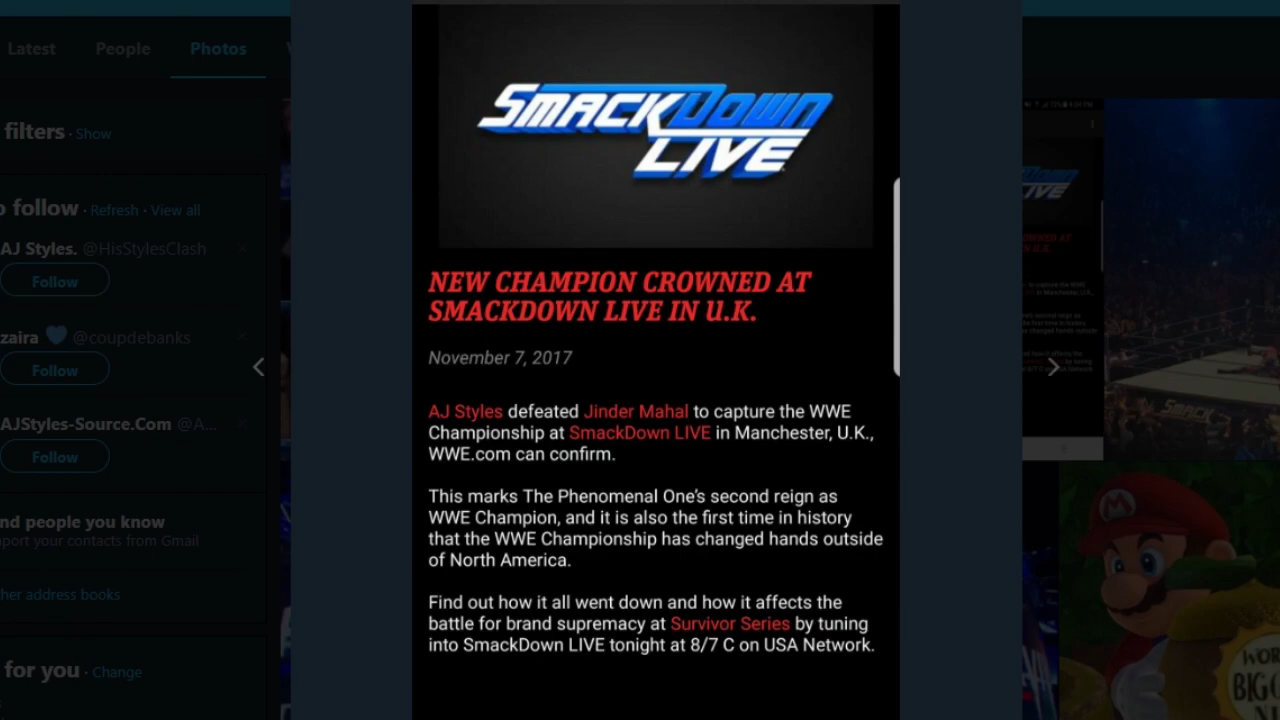 Latest People Photos
filters · Show
follow · Refresh · View all
AJ Styles. @HisStylesClash
Follow
zaira @coupdebanks
Follow
AJStyles-Source.Com @A...
Follow
nd people you know
port your contacts from Gmail
her address books
for you · Change
SMACKDOWN
LIVE
NEW CHAMPION CROWNED AT
SMACKDOWN LIVE IN U.K.
November 7, 2017
AJ Styles defeated Jinder Mahal to capture the WWE
Championship at SmackDown LIVE in Manchester, U.K.,
WWE.com can confirm.
This marks The Phenomenal One's second reign as
WWE Champion, and it is also the first time in history
that the WWE Championship has changed hands outside
of North America.
Find out how it all went down and how it affects the
battle for brand supremacy at Survivor Series by tuning
into SmackDown LIVE tonight at 8/7 C on USA Network.
SMACK
M